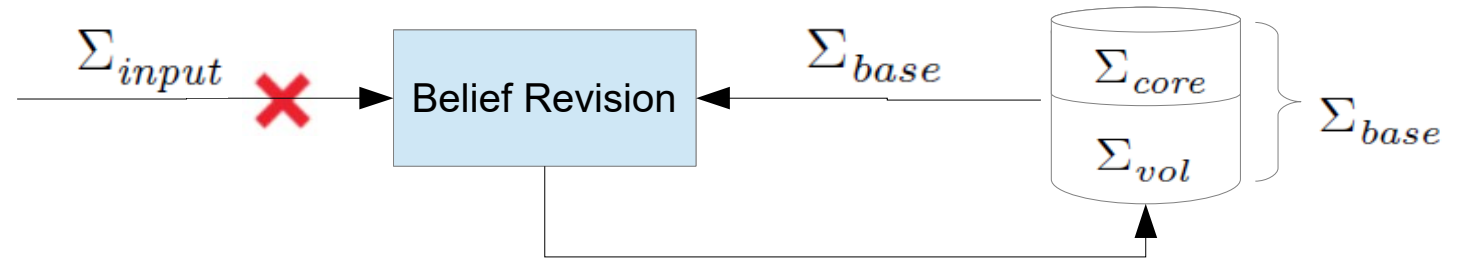 Σ_input
Belief Revision
Σ_base
Σ_core
Σ_vol
Σ_base